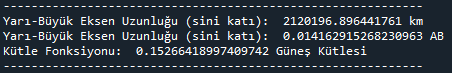 ------------------------------------------------------------
Yarı-Büyük Eksen Uzunluğu (sini katı):  2120196.896441761 km
Yarı-Büyük Eksen Uzunluğu (sini katı):  0.014162915268230963 AB
Kütle Fonksiyonu:  0.15266418997409742 Güneş Kütlesi
------------------------------------------------------------